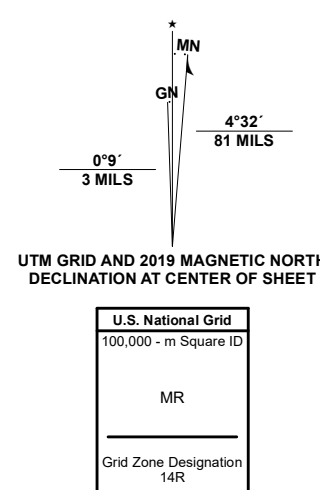 ★
MN
GN
4°32´
81 MILS
0°9´
3 MILS
UTM GRID AND 2019 MAGNETIC NORTH
DECLINATION AT CENTER OF SHEET
U.S. National Grid
100,000 - m Square ID
MR
Grid Zone Designation
14R